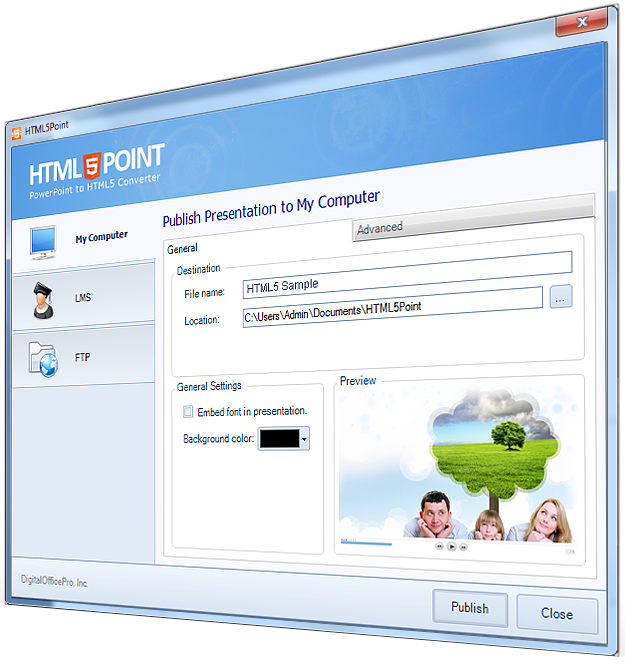 HTML5Point
HTML5POINT
PowerPoint to HTML5 Converter
My Computer
LMS
FTP
Publish Presentation to My Computer
General
Advanced
Destination
File name:
HTML5 Sample
Location:
C:\Users\Admin\Documents\HTML5Point
...
General Settings
Embed font in presentation.
Background color:
Preview
DigitalOfficePro, Inc.
Publish
Close